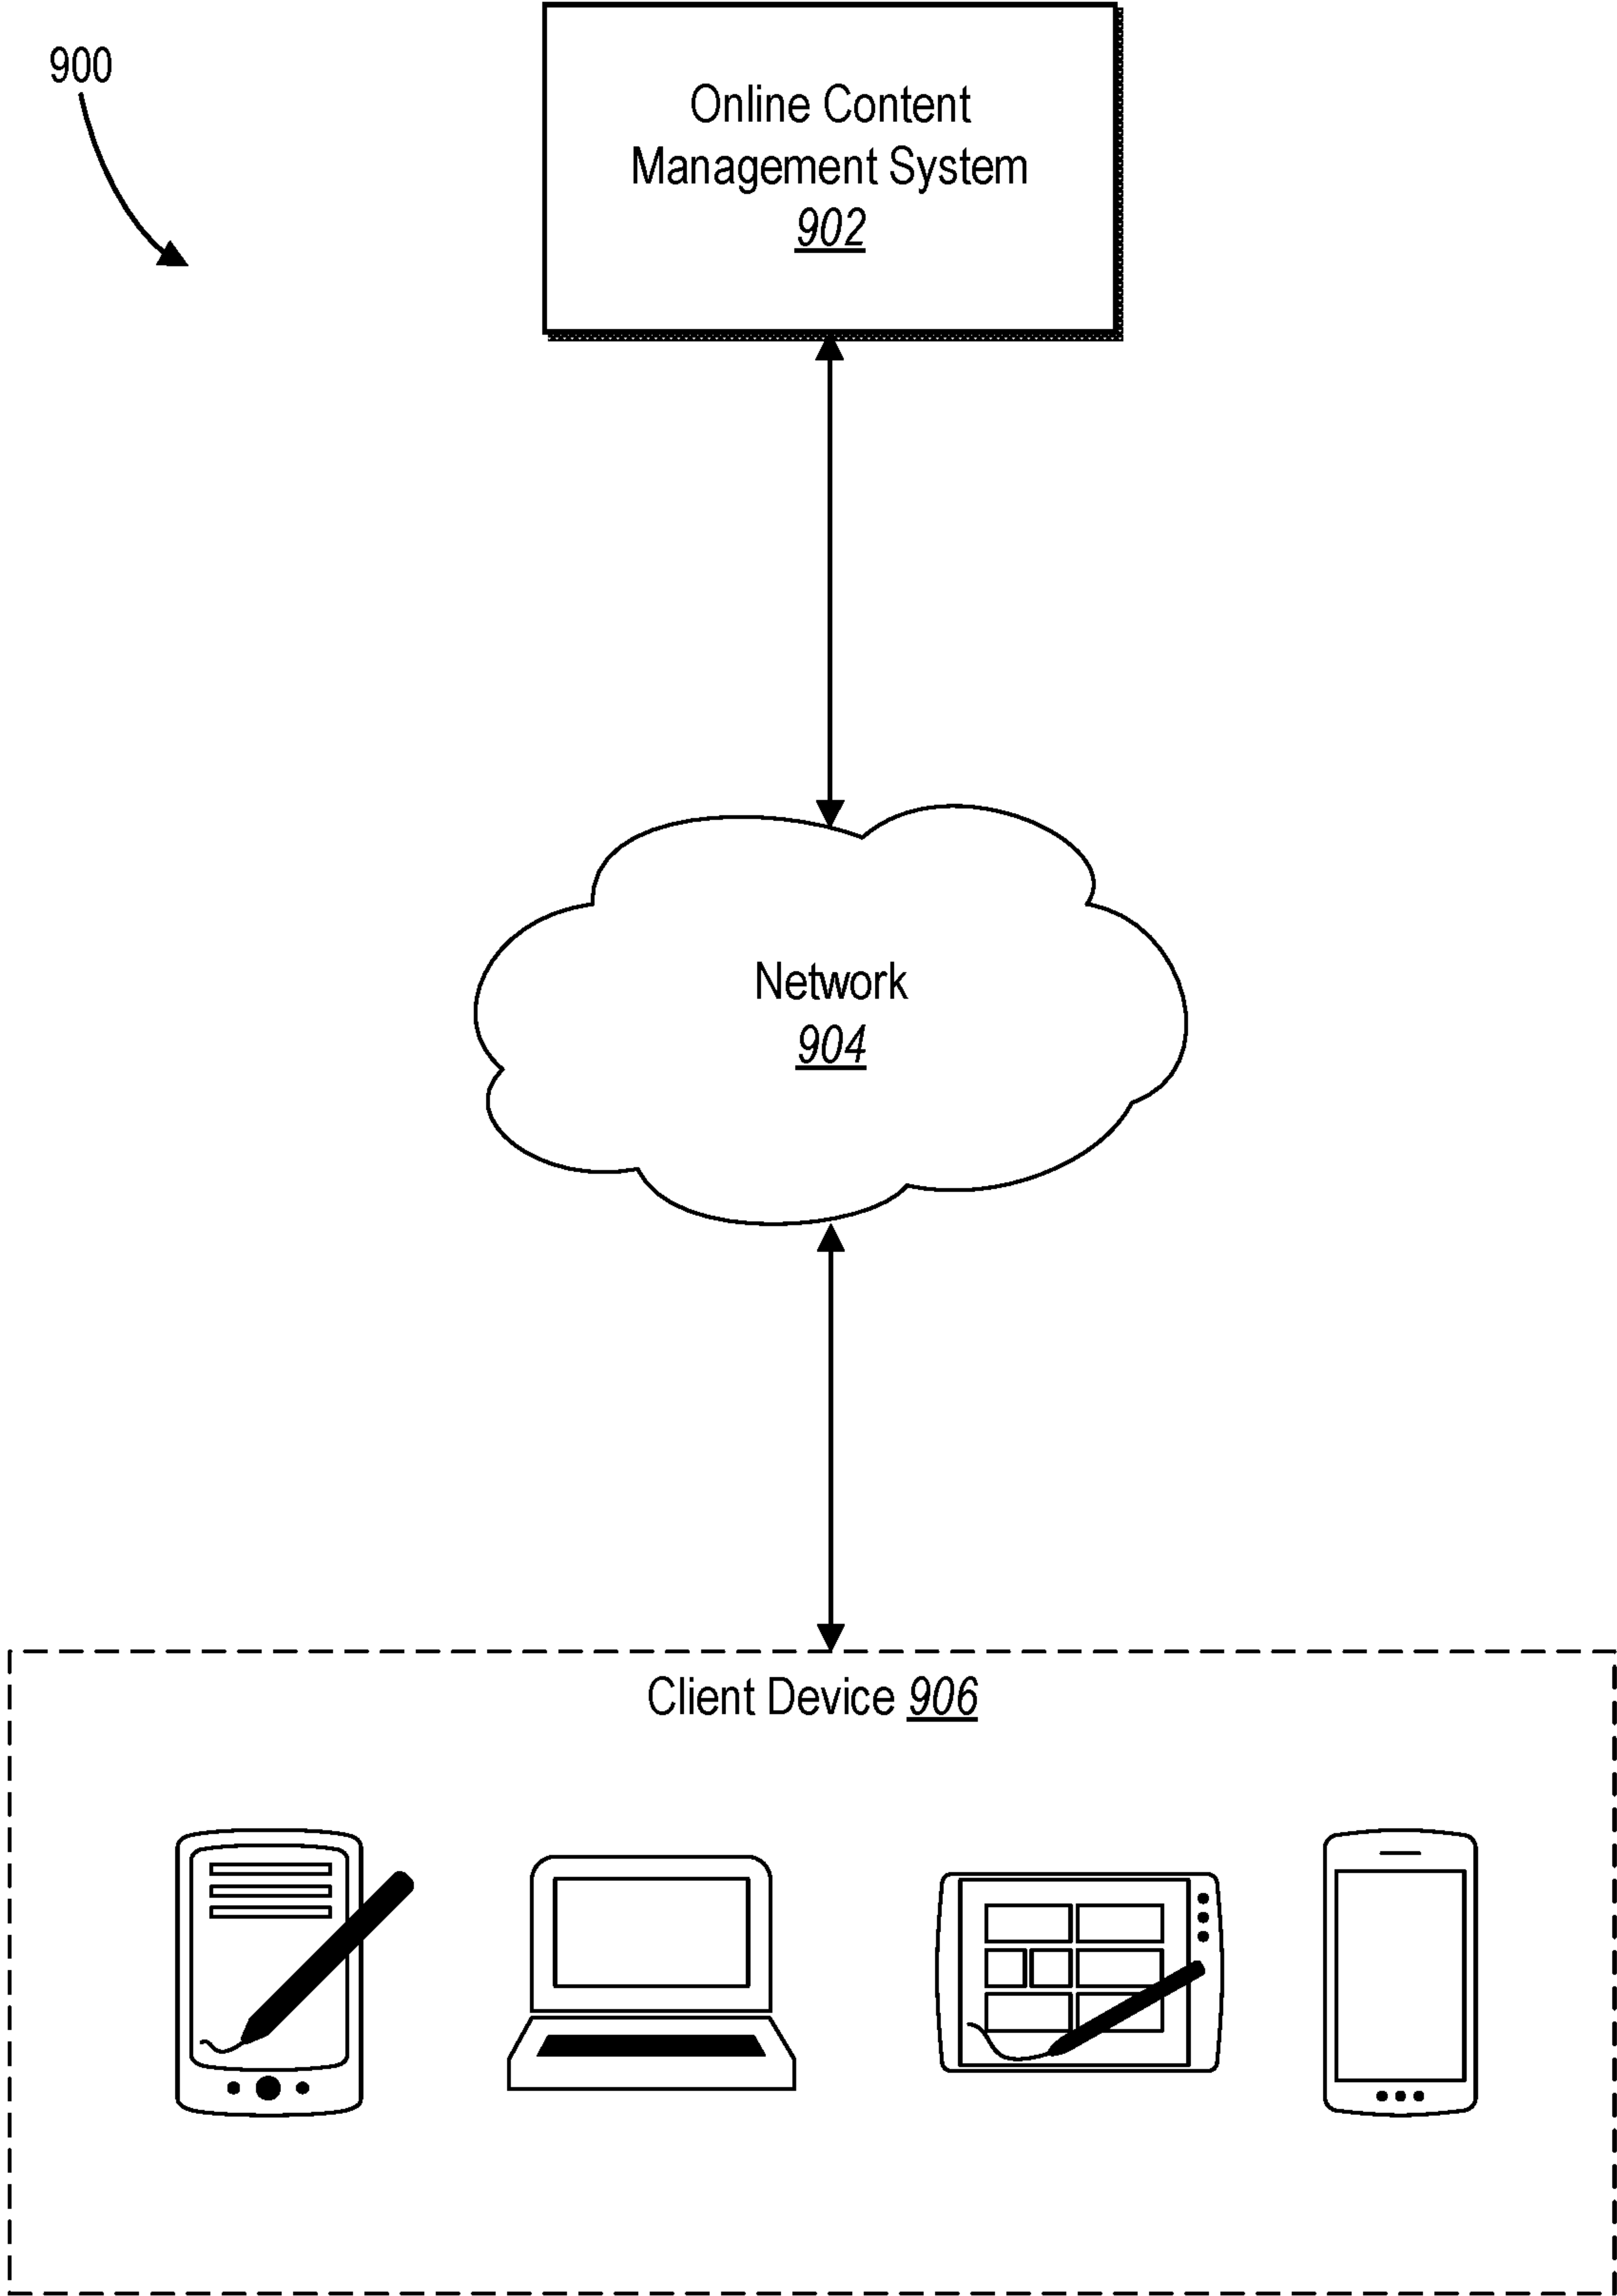 900
Online Content
Management System
902
Network
904
Client Device 906